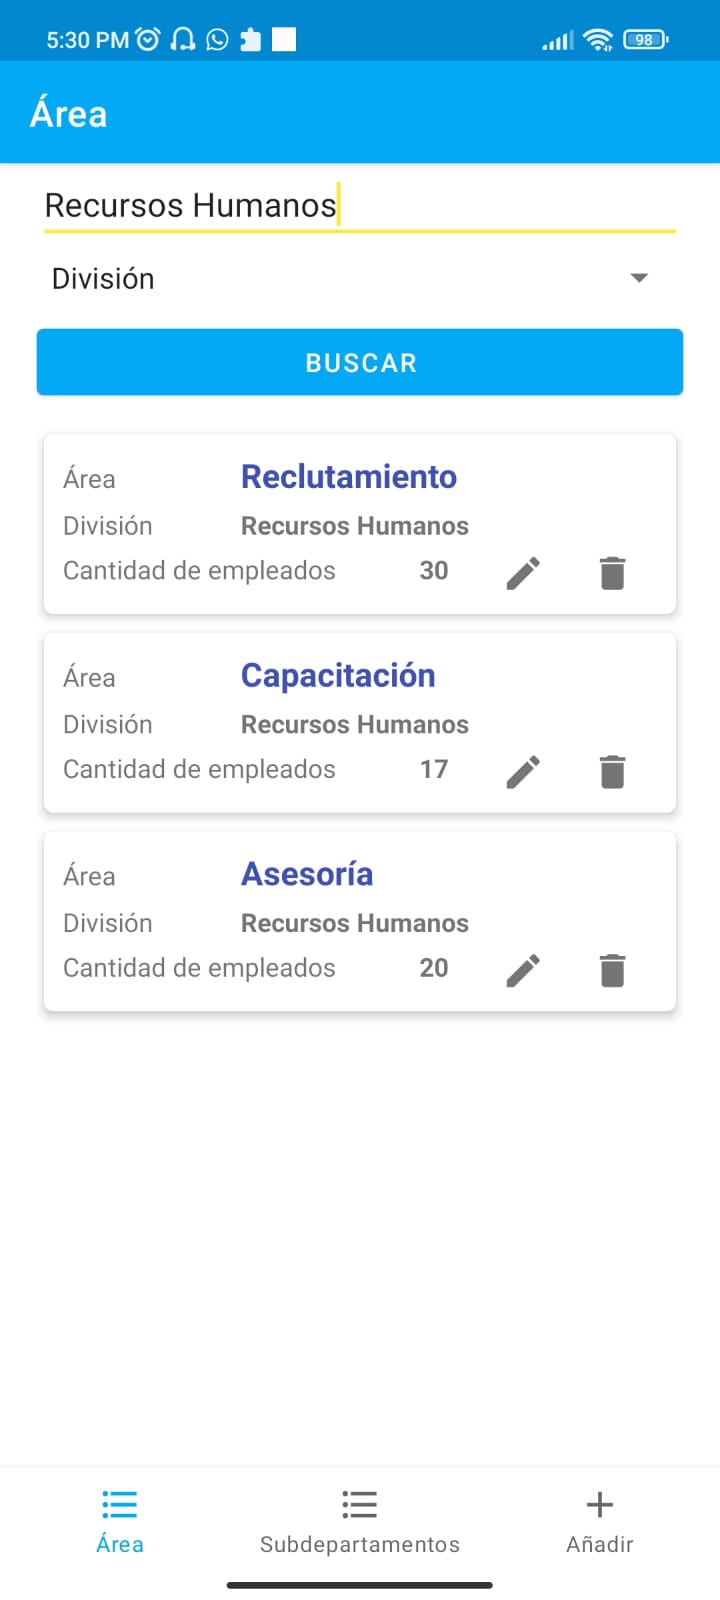 5:30 PM 98
Área
Recursos Humanos
División
BUSCAR
Área Reclutamiento
División Recursos Humanos
Cantidad de empleados 30
Área Capacitación
División Recursos Humanos
Cantidad de empleados 17
Área Asesoría
División Recursos Humanos
Cantidad de empleados 20
Área Subdepartamentos Añadir